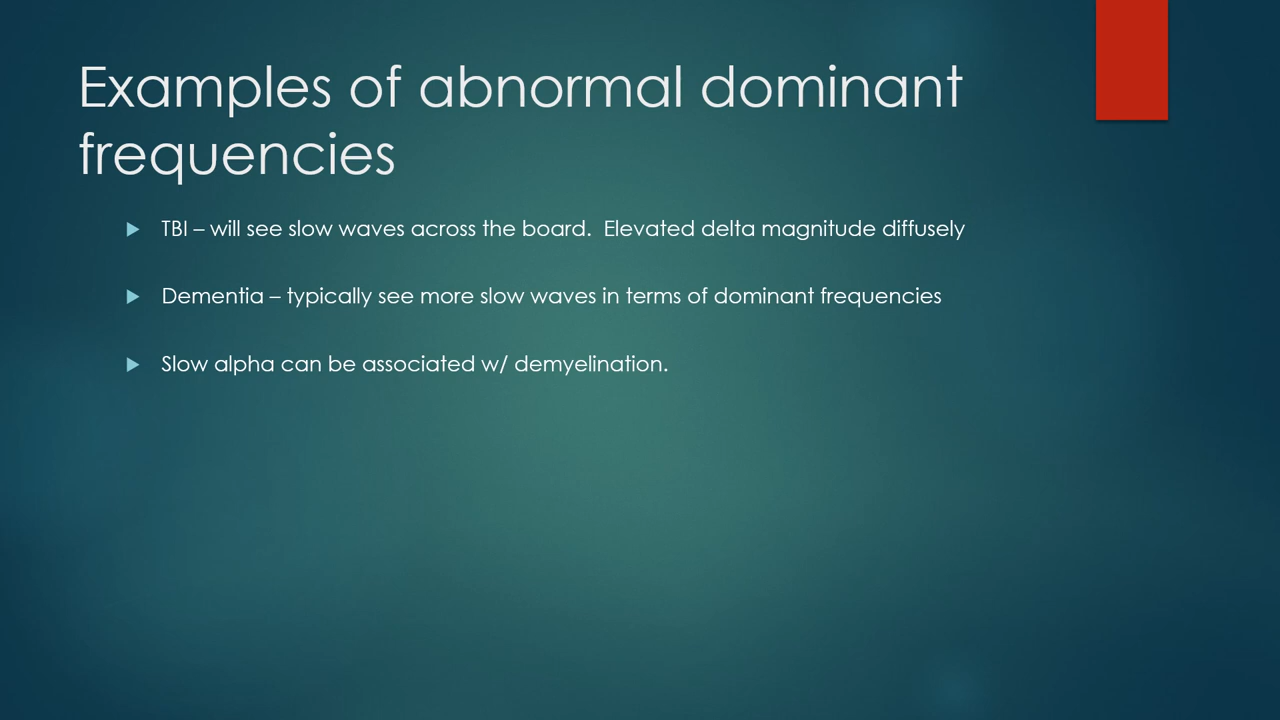 Examples of abnormal dominant
frequencies
TBI – will see slow waves across the board.  Elevated delta magnitude diffusely
Dementia – typically see more slow waves in terms of dominant frequencies
Slow alpha can be associated w/ demyelination.